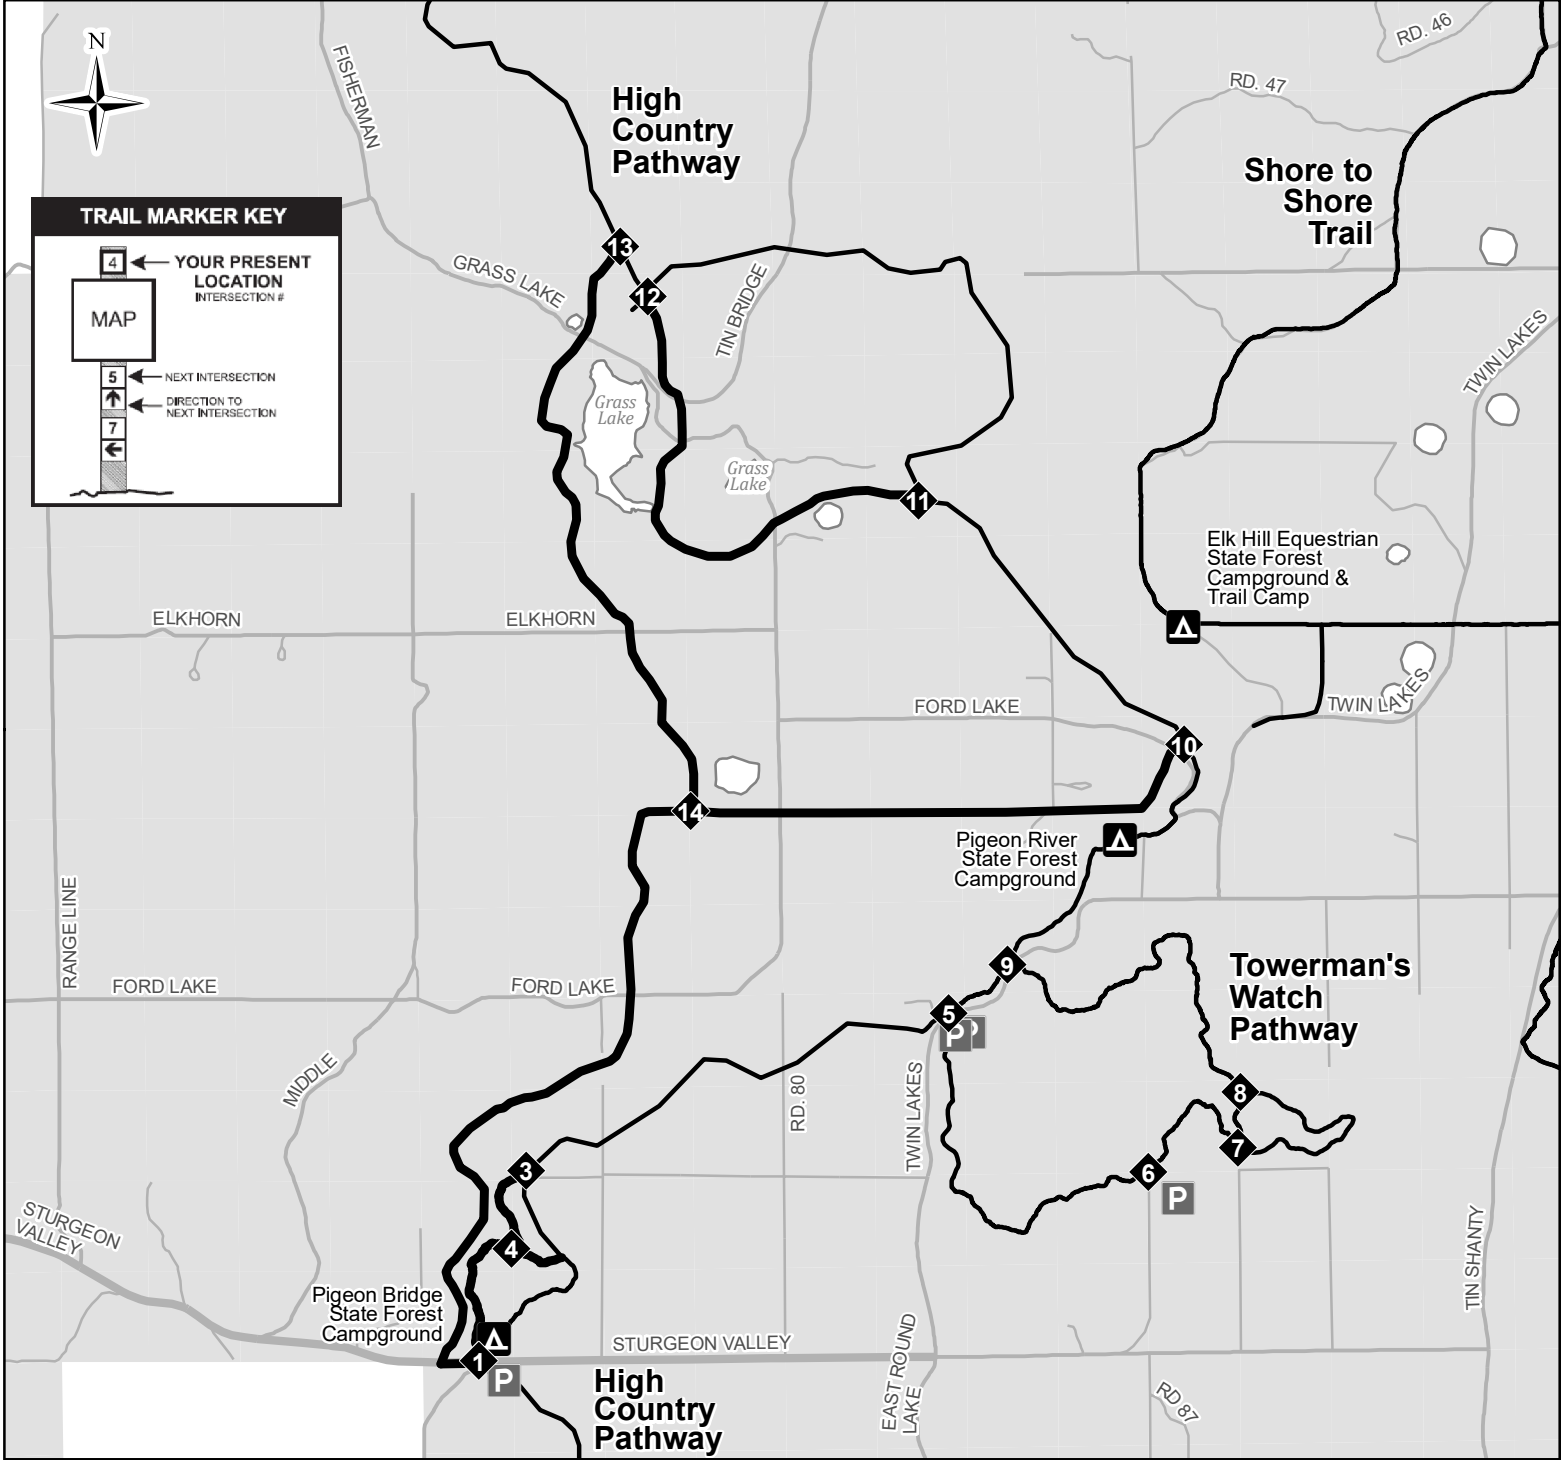 N
FISHERMAN
High
Country
Pathway
RD. 46
RD. 47
Shore to
Shore
Trail
TRAIL MARKER KEY
4
YOUR PRESENT
LOCATION
INTERSECTION #
MAP
5
NEXT INTERSECTION
DIRECTION TO
NEXT INTERSECTION
7
13
12
GRASS LAKE
TIN BRIDGE
TWIN LAKES
Grass
Lake
Grass
Lake
11
Elk Hill Equestrian
State Forest
Campground &
Trail Camp
ELKHORN
ELKHORN
FORD LAKE
TWIN LAKES
10
14
Pigeon River
State Forest
Campground
RANGE LINE
FORD LAKE
FORD LAKE
9
5
P
P
Towerman's
Watch
Pathway
MIDDLE
RD. 80
TWIN LAKES
8
7
6
P
3
4
STURGEON
VALLEY
TIN SHANTY
Pigeon Bridge
State Forest
Campground
STURGEON VALLEY
1
P
EAST ROUND
LAKE
RD 87
High
Country
Pathway